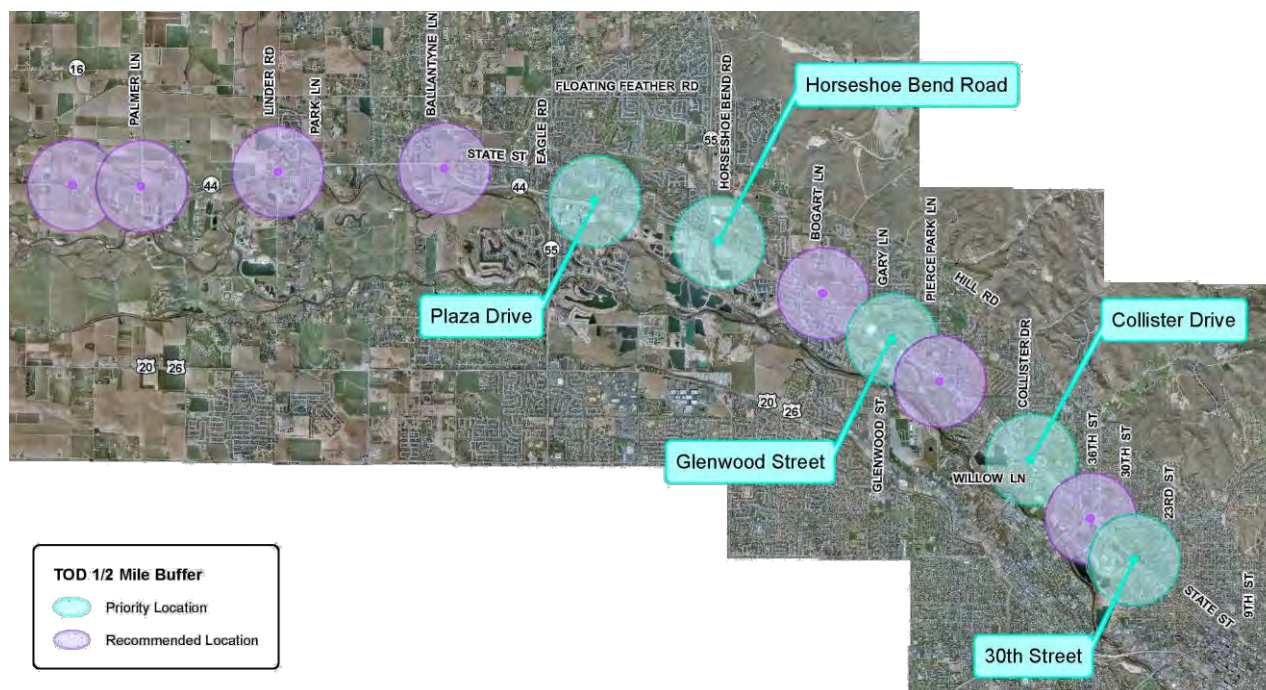 Horseshoe Bend Road
16
PALMER LN
LINDER RD
PARK LN
BALLANTYNE LN
EAGLE RD
FLOATING FEATHER RD
HORSESHOE BEND RD
55
STATE ST
44
44
55
BOGART LN
GARY LN
PIERCE PARK LN
HILL RD
Plaza Drive
Collister Drive
20
26
20
26
COLLISTER DR
GLENWOOD ST
Glenwood Street
WILLOW LN
36TH ST
30TH ST
23RD ST
9TH ST
STATE ST
30th Street
TOD 1/2 Mile Buffer
Priority Location
Recommended Location